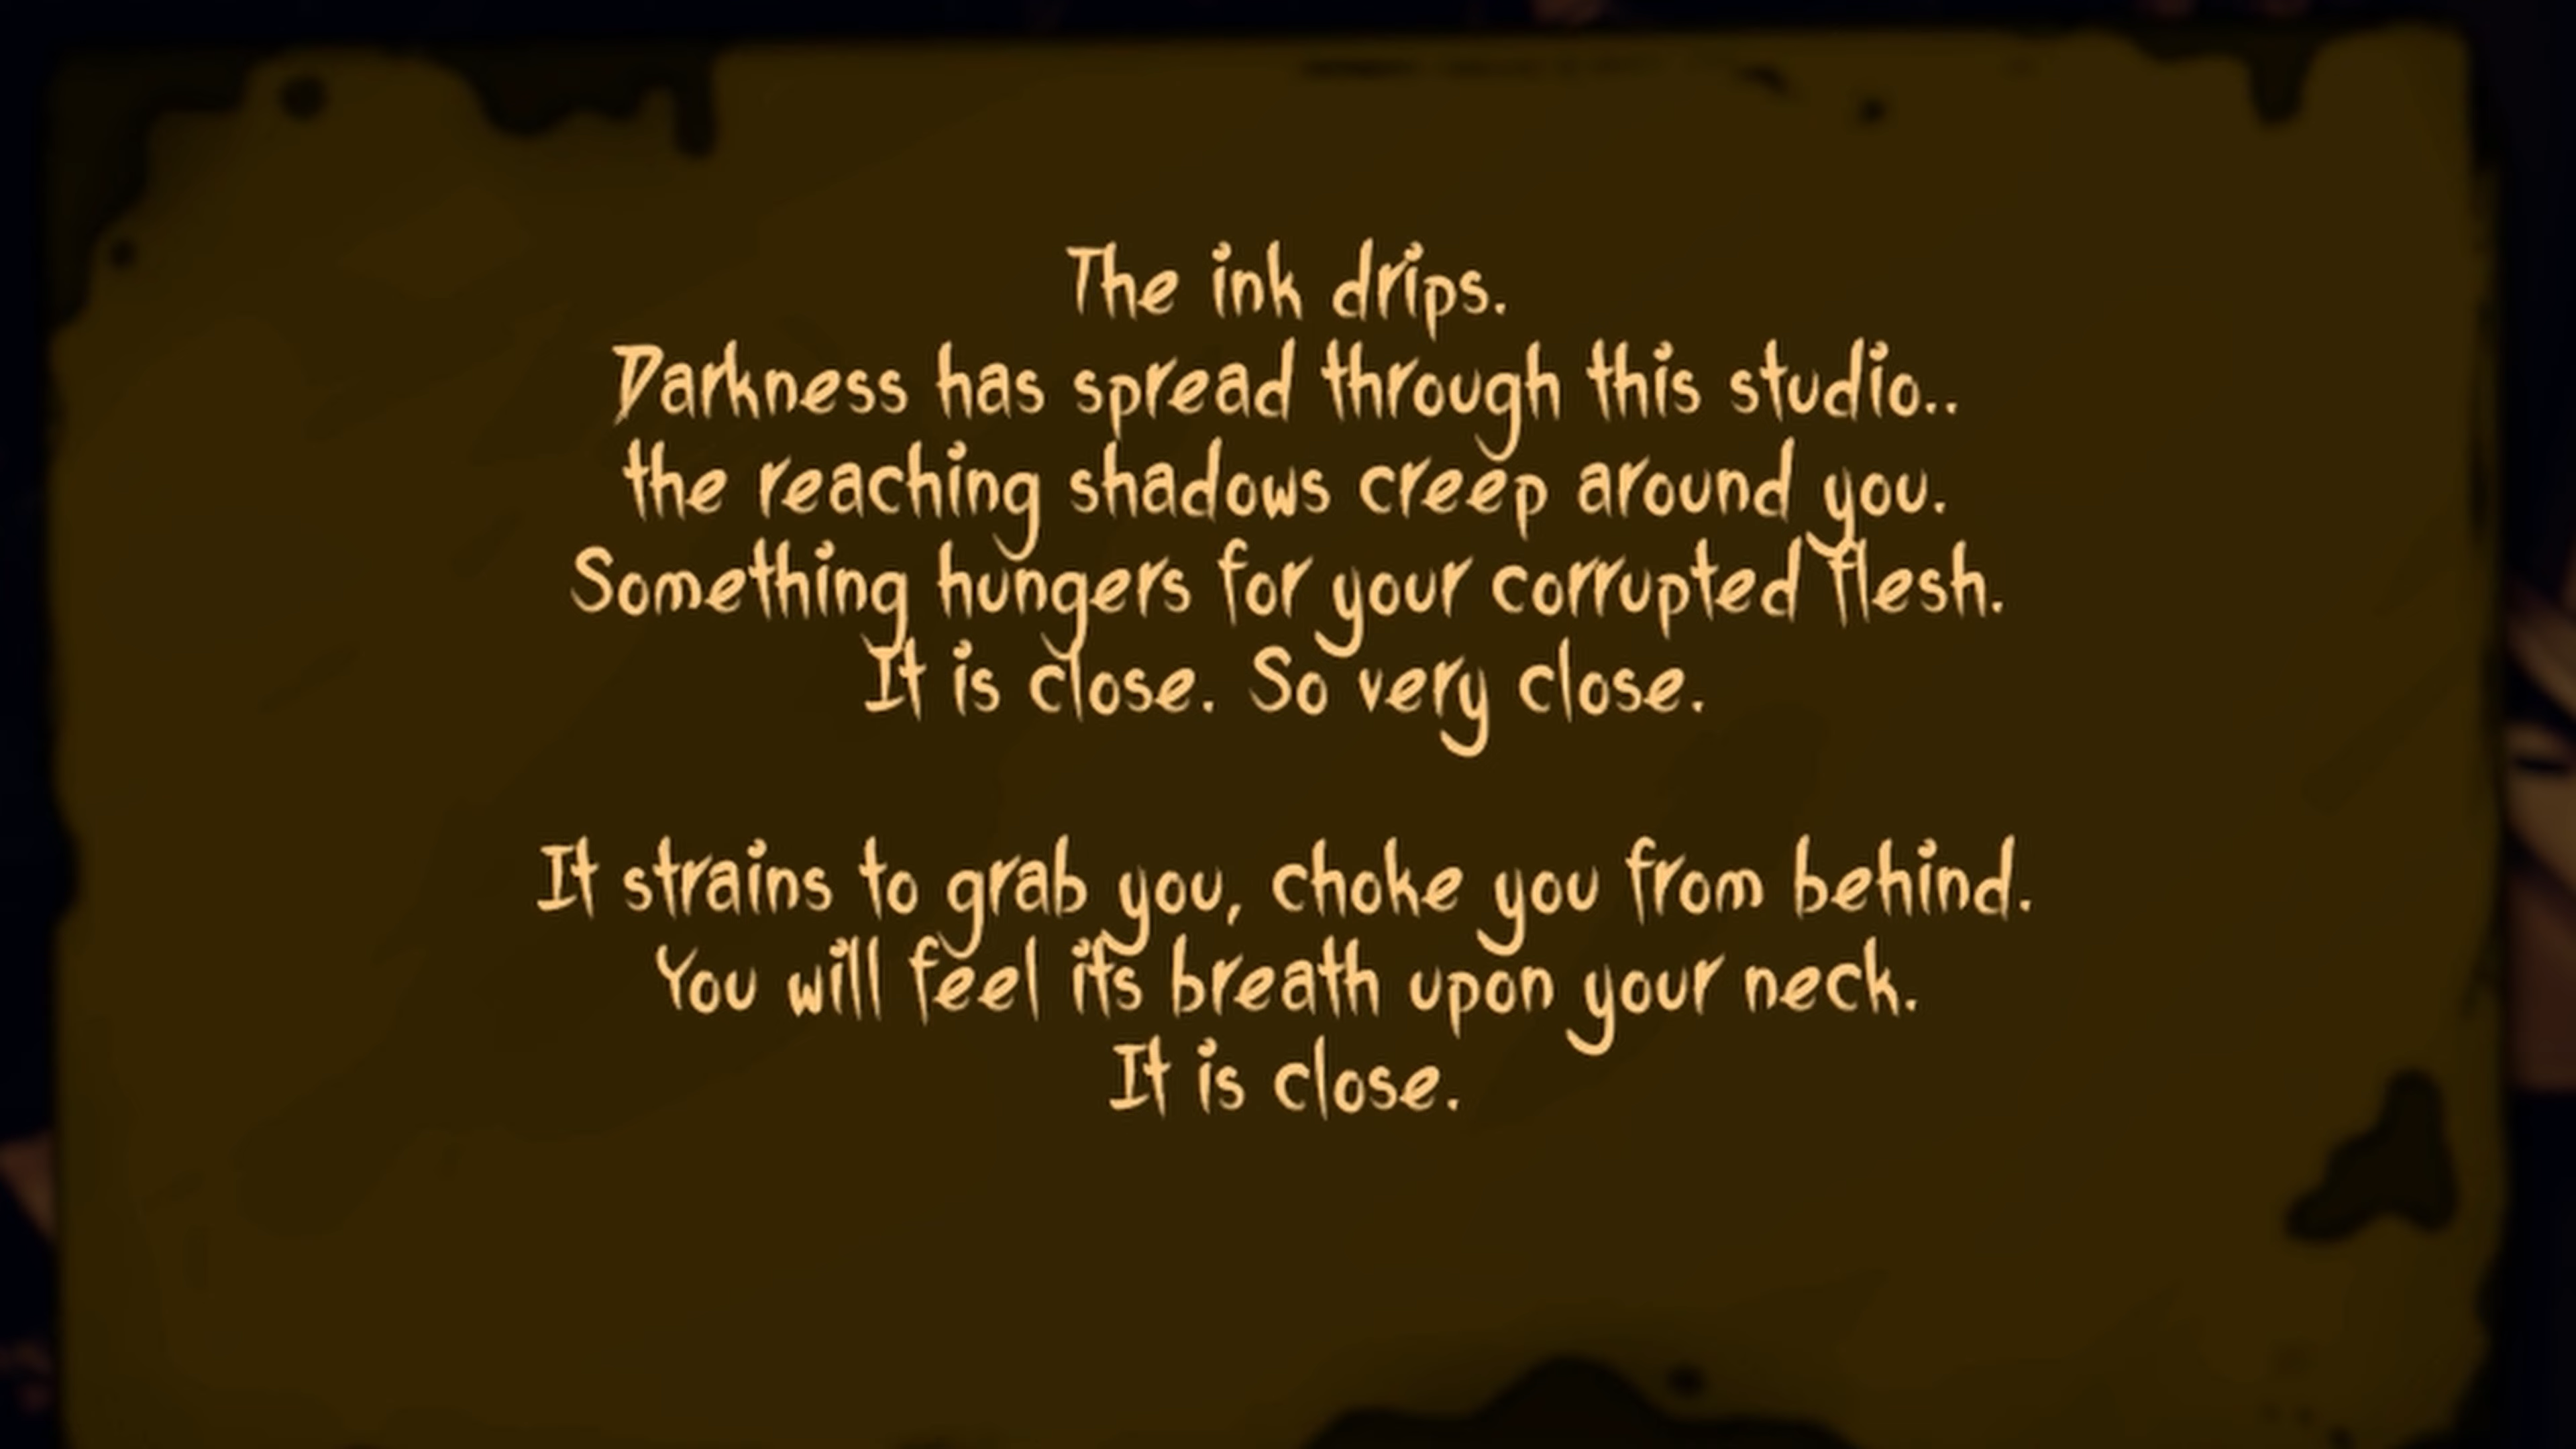 The ink drips.
Darkness has spread through this studio..
the reaching shadows creep around you.
Something hungers for your corrupted flesh.
It is close. So very close.
It strains to grab you, choke you from behind.
You will feel its breath upon your neck.
It is close.